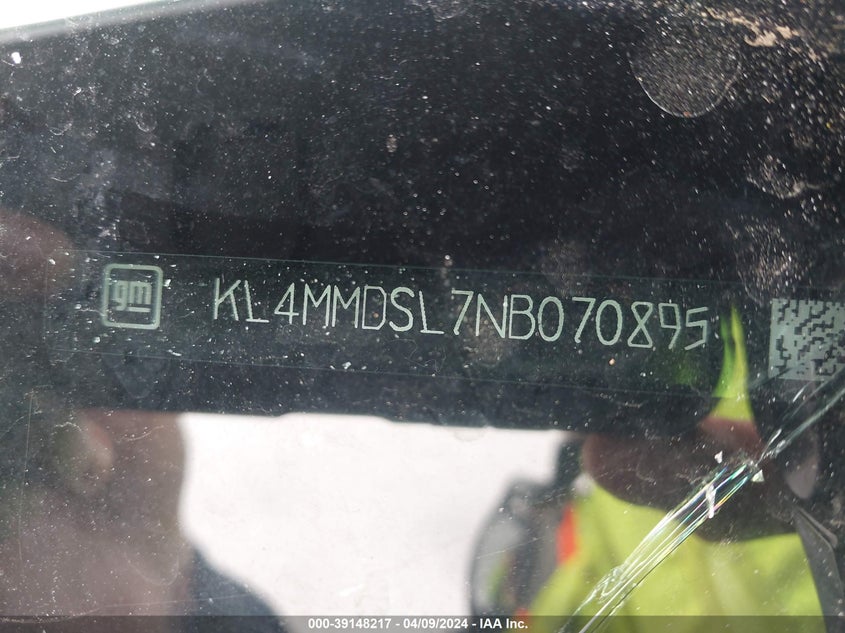 gm KL4MMDSL7NB070895
000-39148217 - 04/09/2024 - IAA Inc.